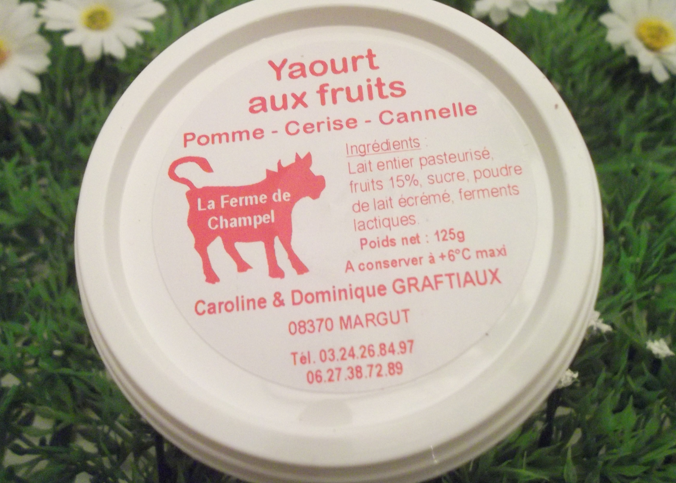 Yaourt
aux fruits
Pomme - Cerise - Cannelle
La Ferme de
Champel
Ingrédients :
Lait entier pasteurisé,
fruits 15%, sucre, poudre
de lait écrémé, ferments
lactiques.
Poids net : 125g
A conserver à +6°C maxi
Caroline & Dominique GRAFTIAUX
08370 MARGUT
Tél. 03.24.26.84.97
06.27.38.72.89